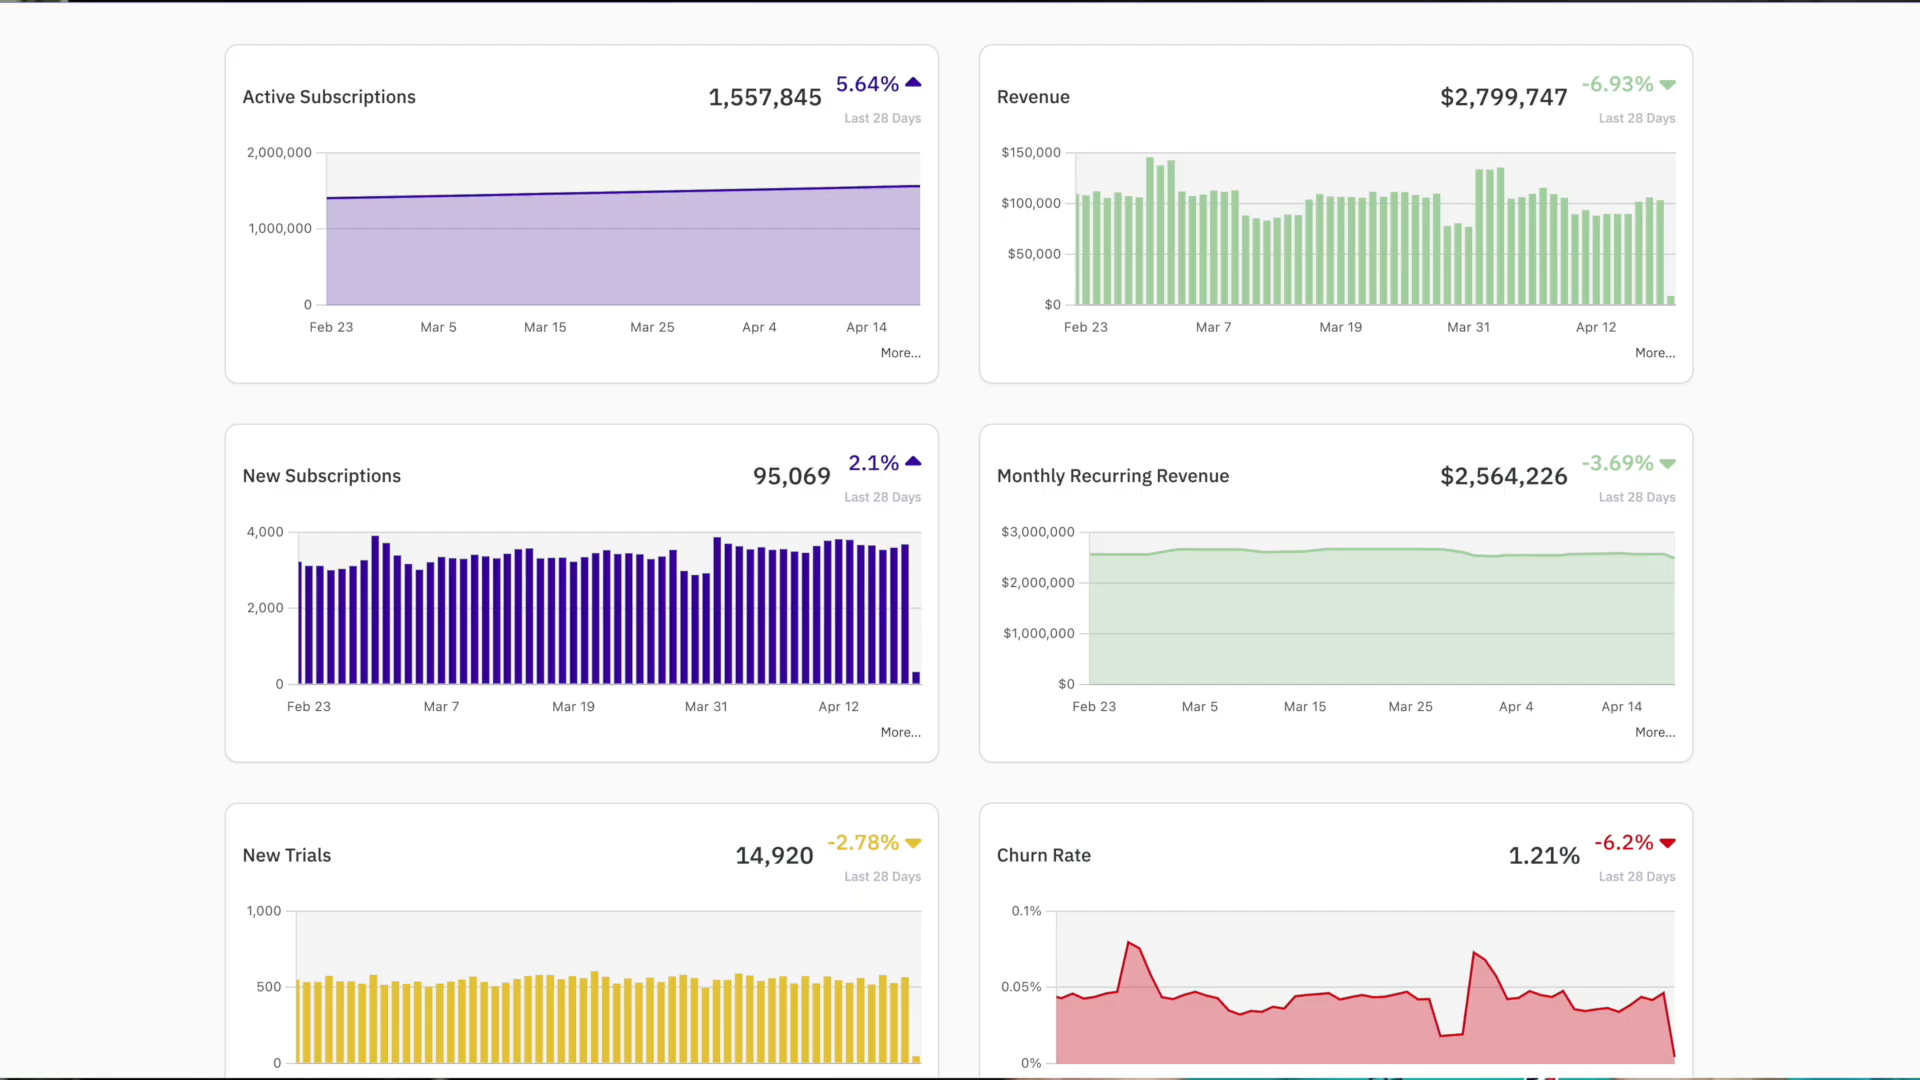 Active Subscriptions
1,557,845
5.64%
Last 28 Days
2,000,000
1,000,000
0
Feb 23 Mar 5 Mar 15 Mar 25 Apr 4 Apr 14
More...
Revenue
$2,799,747
-6.93%
Last 28 Days
$150,000
$100,000
$50,000
$0
Feb 23 Mar 7 Mar 19 Mar 31 Apr 12
More...
New Subscriptions
95,069
2.1%
Last 28 Days
4,000
2,000
0
Feb 23 Mar 7 Mar 19 Mar 31 Apr 12
More...
Monthly Recurring Revenue
$2,564,226
-3.69%
Last 28 Days
$3,000,000
$2,000,000
$1,000,000
$0
Feb 23 Mar 5 Mar 15 Mar 25 Apr 4 Apr 14
More...
New Trials
14,920
-2.78%
Last 28 Days
1,000
500
0
Churn Rate
1.21%
-6.2%
Last 28 Days
0.1%
0.05%
0%